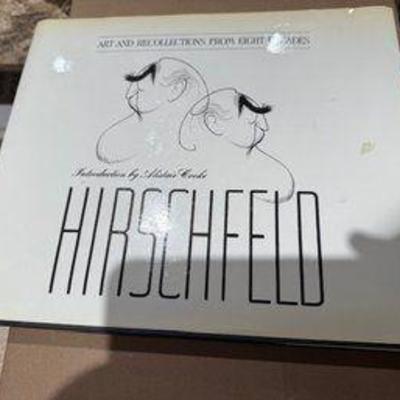 ART AND RECOLLECTIONS FROM EIGHT DECADES
Introduction by Alistair Cooke
HIRSCHFELD